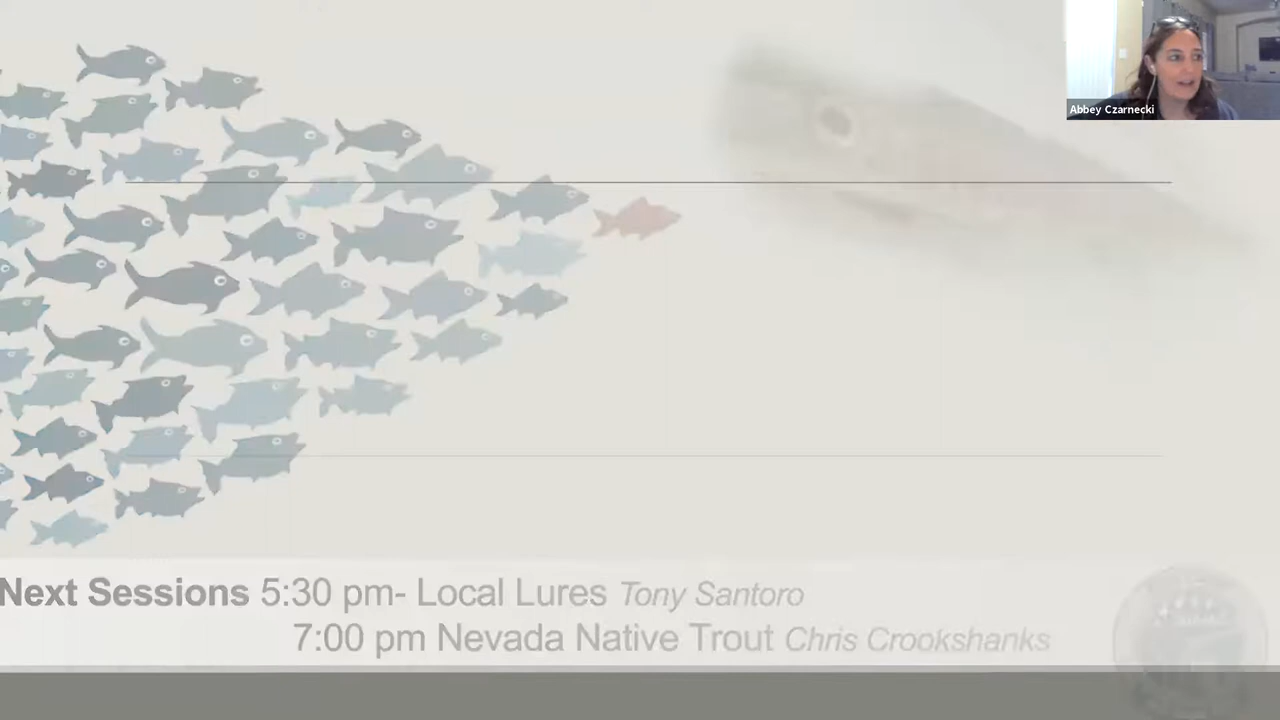 Abbey Czarnecki
Next Sessions 5:30 pm- Local Lures Tony Santoro
7:00 pm Nevada Native Trout Chris Crookshanks